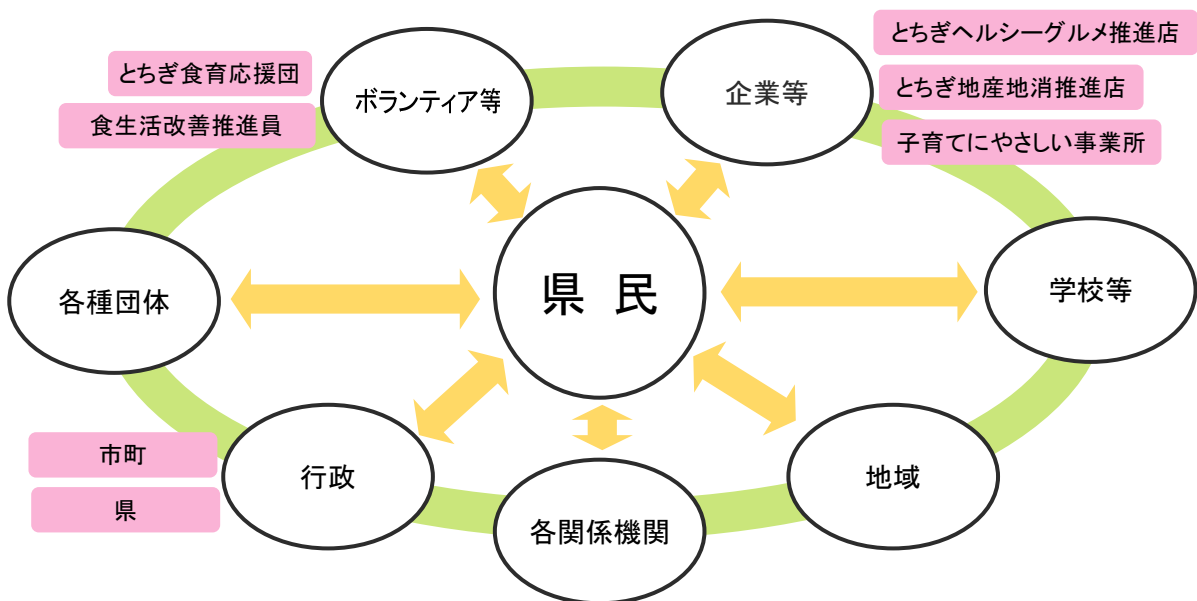 とちぎヘルシーグルメ推進店
とちぎ食育応援団
ボランティア等
企業等
とちぎ地産地消推進店
食生活改善推進員
子育てにやさしい事業所
各種団体
県 民
学校等
市町
行政
地域
県
各関係機関